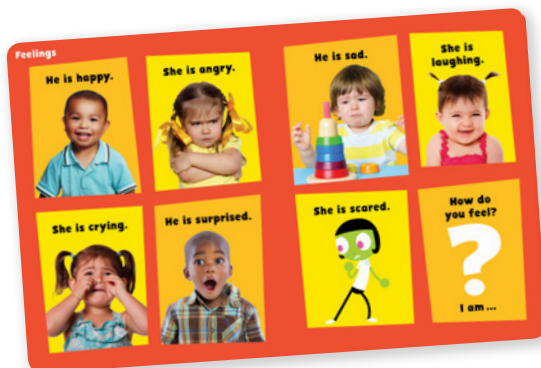 Feelings
He is happy.
She is angry.
He is sad.
She is
laughing.
She is crying.
He is surprised.
She is scared.
How do
you feel?
?
I am...